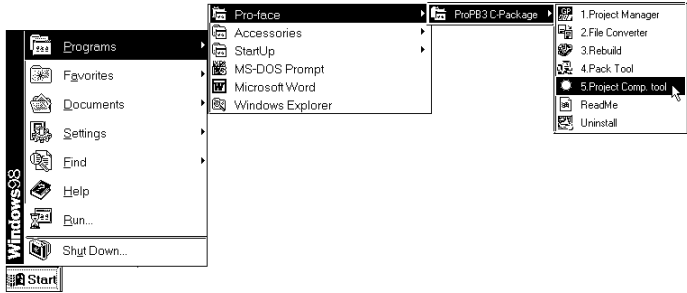 Programs
Favorites
Documents
Settings
Find
Help
Run...
Shut Down...
Windows98
Start
Pro-face
Accessories
StartUp
MS-DOS Prompt
Microsoft Word
Windows Explorer
ProPB3 C-Package
1.Project Manager
2.File Converter
3.Rebuild
4.Pack Tool
5.Project Comp. tool
ReadMe
Uninstall